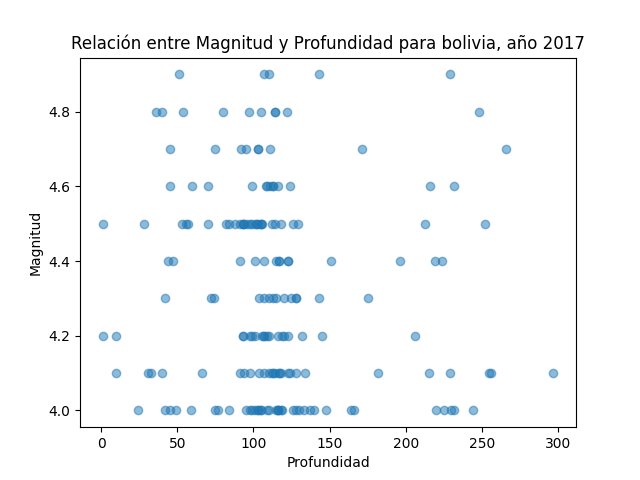 Relación entre Magnitud y Profundidad para bolivia, año 2017
Magnitud
4.8
4.6
4.4
4.2
4.0
0 50 100 150 200 250 300
Profundidad